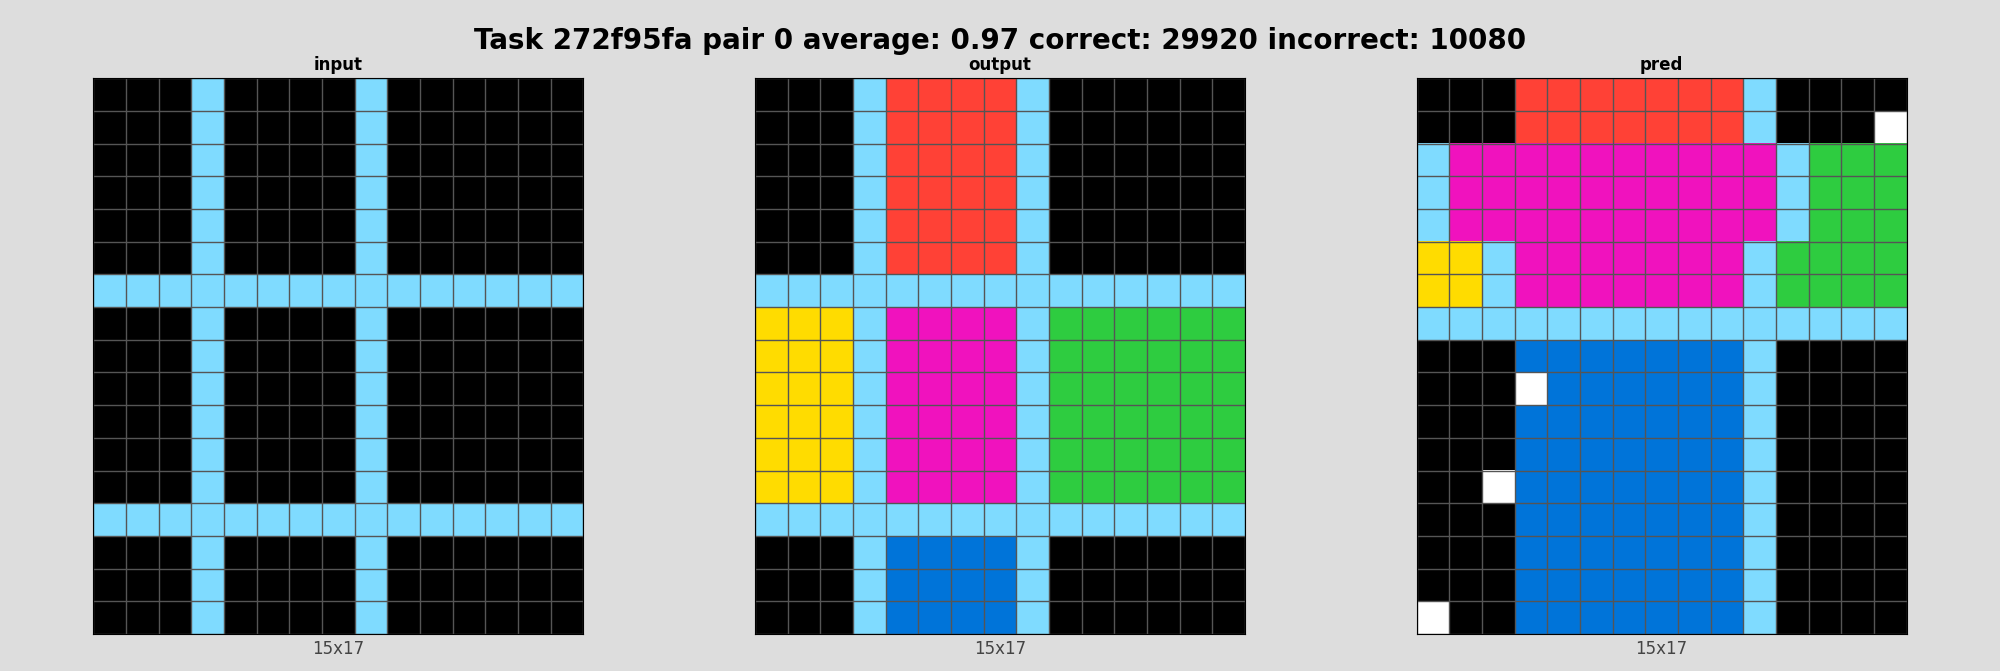 Task 272f95fa pair 0 average: 0.97 correct: 29920 incorrect: 10080
input
output
pred
15x17
15x17
15x17